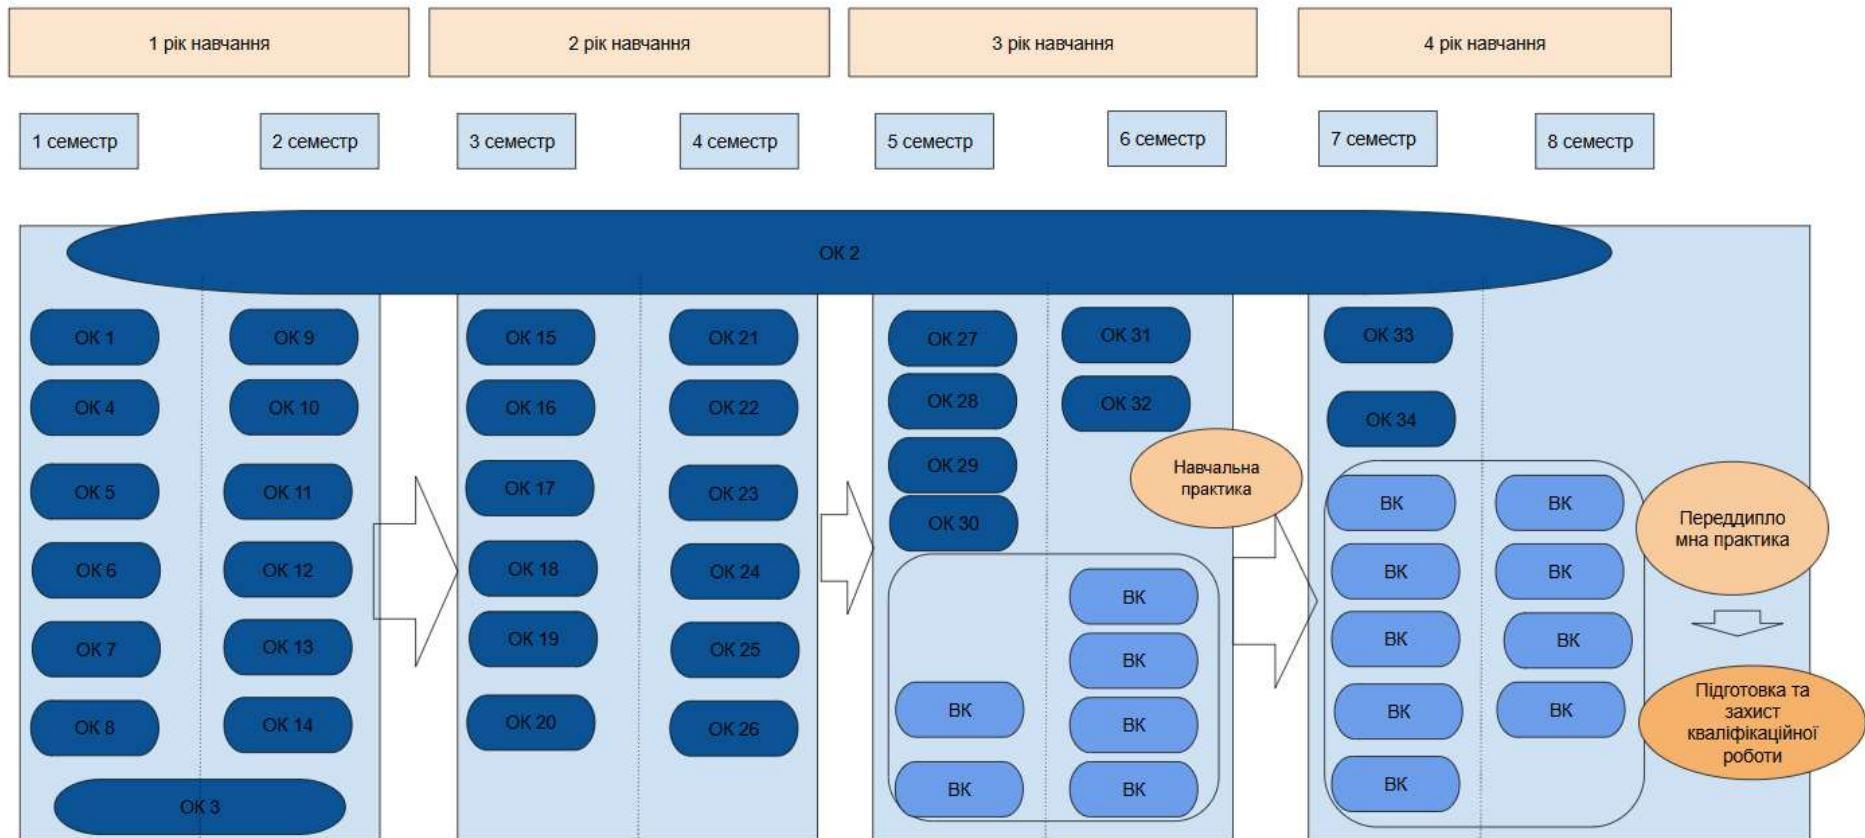 1 рік навчання
2 рік навчання
3 рік навчання
4 рік навчання
1 семестр
2 семестр
3 семестр
4 семестр
5 семестр
6 семестр
7 семестр
8 семестр
ОК 2
ОК 1
ОК 4
ОК 5
ОК 6
ОК 7
ОК 8
ОК 9
ОК 10
ОК 11
ОК 12
ОК 13
ОК 14
ОК 3
ОК 15
ОК 16
ОК 17
ОК 18
ОК 19
ОК 20
ОК 21
ОК 22
ОК 23
ОК 24
ОК 25
ОК 26
ОК 27
ОК 28
ОК 29
ОК 30
ВК
ВК
ОК 31
ОК 32
Навчальна
практика
ВК
ВК
ВК
ВК
ОК 33
ОК 34
ВК
ВК
ВК
ВК
ВК
ВК
ВК
ВК
ВК
Переддипло
мна практика
Підготовка та
захист
кваліфікаційної
роботи